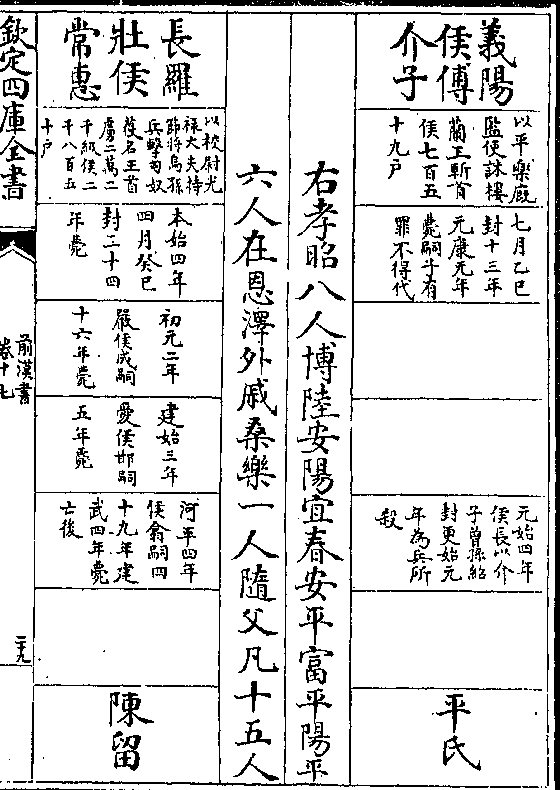 義陽
侯傅
介子
以平樂廄
監使誅樓
蘭王斬首
侯七百五
十九户
七月乙巳
封十三年
元康元年
薨嗣子有
罪不得代
元始四年
侯長以介
子曾孫紹
封更始元
年為兵所
殺
平氏
右孝昭八人博陸安陽宜春安平富平陽平
六人在恩澤外戚桑樂一人隨父凡十五人
長羅
壯侯
常惠
以校尉光
禄大夫持
節將烏孫
兵擊匈奴
獲名王首
虜二萬二
千級侯二
千八百五
十户
本始四年
四月癸巳
封二十四
年薨
初元二年
嚴侯成嗣
十六年薨
建始三年
愛侯邯嗣
五年薨
河平四年
侯翕嗣四
十九年建
武四年薨
亡後
陳留
欽定四庫全書
前漢書
卷十七